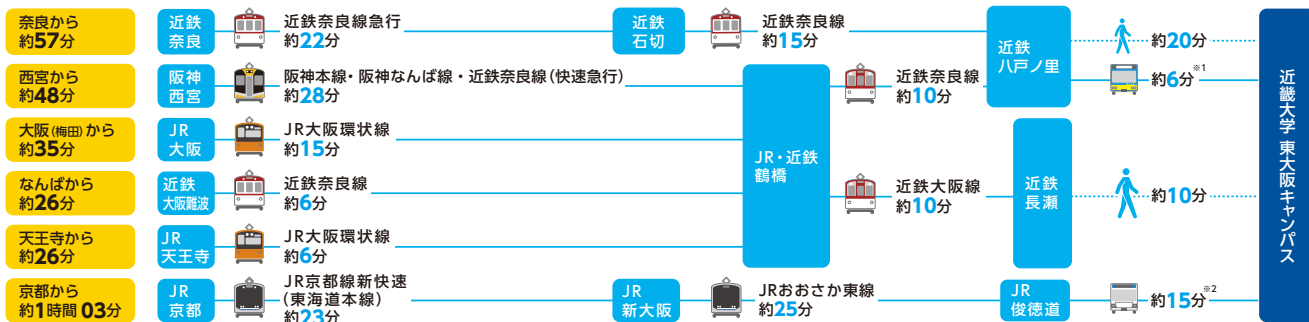 奈良から
約57分
近鉄
奈良
近鉄奈良線急行
約22分
近鉄
石切
近鉄奈良線
約15分
近鉄
八戸ノ里
約20分
西宮から
約48分
阪神
西宮
阪神本線・阪神なんば線・近鉄奈良線(快速急行)
約28分
近鉄奈良線
約10分
約6分※1
大阪(梅田)から
約35分
JR
大阪
JR大阪環状線
約15分
JR・近鉄
鶴橋
なんばから
約26分
近鉄
大阪難波
近鉄奈良線
約6分
近鉄大阪線
約10分
近鉄
長瀬
約10分
天王寺から
約26分
JR
天王寺
JR大阪環状線
約6分
京都から
約1時間03分
JR
京都
JR京都線新快速
(東海道本線)
約23分
JR
新大阪
JRおおさか東線
約25分
JR
俊徳道
約15分※2
近畿大学 東大阪キャンパス